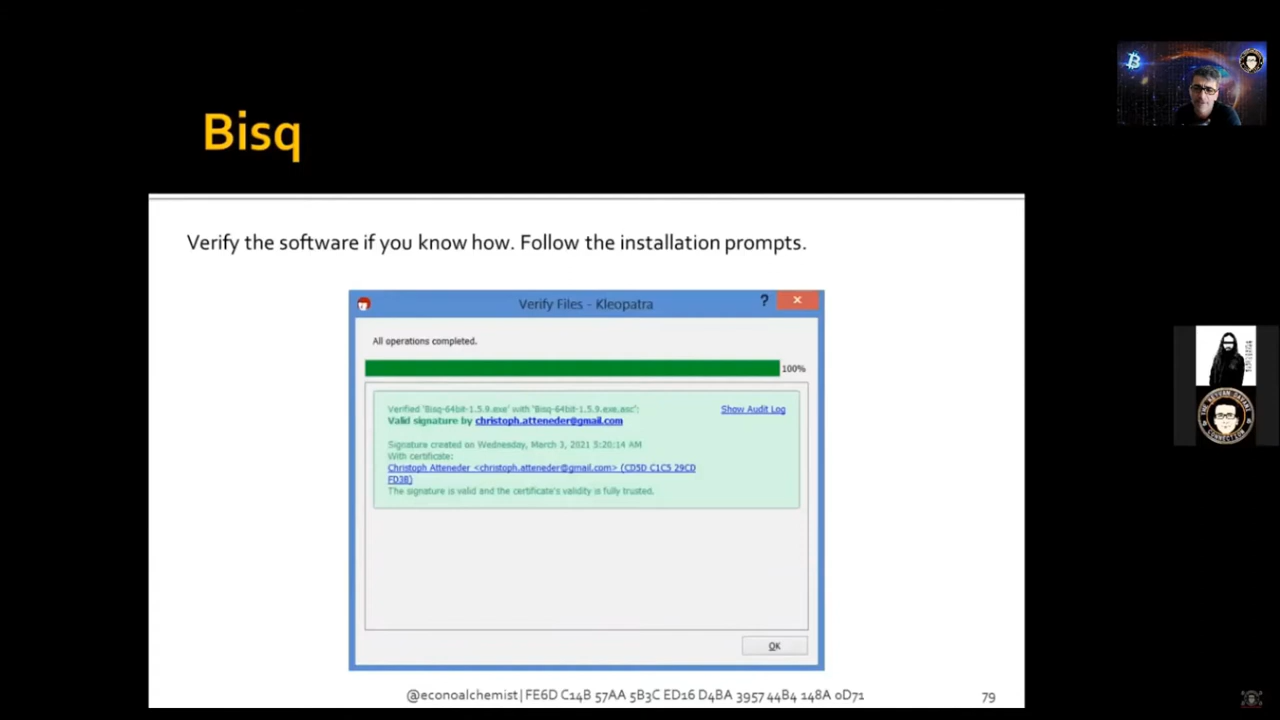 Bisq
Verify the software if you know how. Follow the installation prompts.
Verify Files - Kleopatra
?
All operations completed.
100%
Verified 'Bisq-64bit-1.5.9.exe' with 'Bisq-64bit-1.5.9.exe.asc':
Show Audit Log
Valid signature by christoph.atteneder@gmail.com
Signature created on Wednesday, March 3, 2021 5:20:14 AM
With certificate:
Christoph Atteneder <christoph.atteneder@gmail.com> (CD5D C1C5 29CD
FD3B)
The signature is valid and the certificate's validity is fully trusted.
OK
@econoalchemist | FE6D C14B 57AA 5B3C ED16 D4BA 3957 44B4 148A 0D71
79